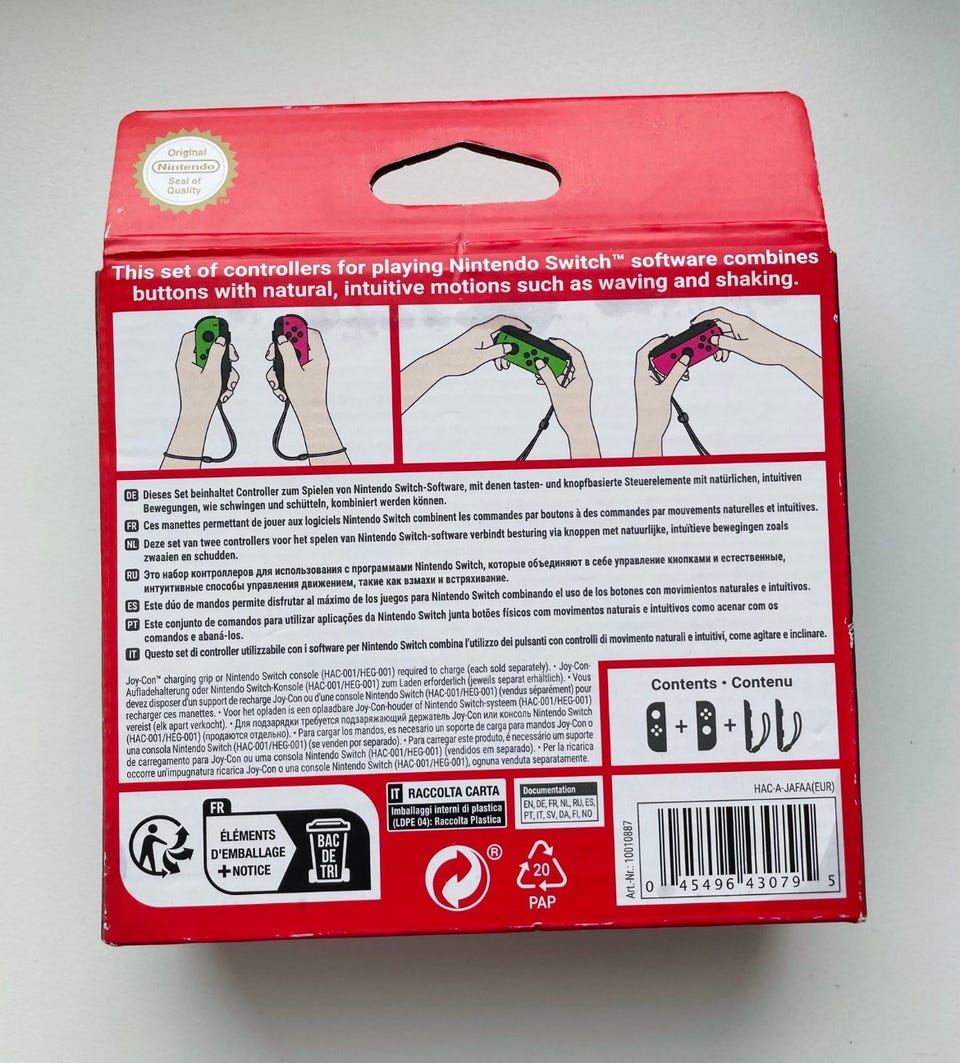 Original
Nintendo
Seal of
Quality
TM
This set of controllers for playing Nintendo Switch™ software combines
buttons with natural, intuitive motions such as waving and shaking.
DE Dieses Set beinhaltet Controller zum Spielen von Nintendo Switch-Software, mit denen tasten- und knopfbasierte Steuerelemente mit natürlichen, intuitiven
Bewegungen, wie schwingen und schütteln, kombiniert werden können.
FR Ces manettes permettant de jouer aux logiciels Nintendo Switch combinent les commandes par boutons à des commandes par mouvements naturelles et intuitives.
NL Deze set van twee controllers voor het spelen van Nintendo Switch-software verbindt besturing via knoppen met natuurlijke, intuïtieve bewegingen zoals
zwaaien en schudden.
RU Это набор контроллеров для использования с программами Nintendo Switch, которые объединяют в себе управление кнопками и естественные,
интуитивные способы управления движением, такие как взмахи и встряхивание.
ES Este dúo de mandos permite disfrutar al máximo de los juegos para Nintendo Switch combinando el uso de los botones con movimientos naturales e intuitivos.
PT Este conjunto de comandos para utilizar aplicações da Nintendo Switch junta botões físicos com movimentos naturais e intuitivos como acenar com os
comandos e abaná-los.
IT Questo set di controller utilizzabile con i software per Nintendo Switch combina l'utilizzo dei pulsanti con controlli di movimento naturali e intuitivi, come agitare e inclinare.
Joy-Con™ charging grip or Nintendo Switch console (HAC-001/HEG-001) required to charge (each sold separately). • Joy-Con-
Aufladehalterung oder Nintendo Switch-Konsole (HAC-001/HEG-001) zum Laden erforderlich (jeweils separat erhältlich). • Vous
devez disposer d'un support de recharge Joy-Con ou d'une console Nintendo Switch (HAC-001/HEG-001) (vendus séparément) pour
recharger ces manettes. • Voor het opladen is een oplaadbare Joy-Con-houder of Nintendo Switch-systeem (HAC-001/HEG-001)
vereist (elk apart verkocht). • Для подзарядки требуется подзаряжающий держатель Joy-Con или консоль Nintendo Switch
(HAC-001/HEG-001) (продаются отдельно). • Para cargar los mandos, es necesario un soporte de carga para mandos Joy-Con o
una consola Nintendo Switch (HAC-001/HEG-001) (se venden por separado). • Para carregar este produto, é necessário um suporte
de carregamento para Joy-Con ou uma consola Nintendo Switch (HAC-001/HEG-001) (vendidos em separado). • Per la ricarica
occorre un'impugnatura ricarica Joy-Con o una console Nintendo Switch (HAC-001/HEG-001), ognuna venduta separatamente.
Contents • Contenu
+ +
FR
ÉLÉMENTS
D'EMBALLAGE
+NOTICE
BAC
DE
TRI
IT RACCOLTA CARTA
Imballaggi interni di plastica
(LDPE 04): Raccolta Plastica
Documentation
EN, DE, FR, NL, RU, ES,
PT, IT, SV, DA, FI, NO
®
20
PAP
HAC-A-JAFAA(EUR)
Art.-Nr.: 10010887
0 45496 43079 5